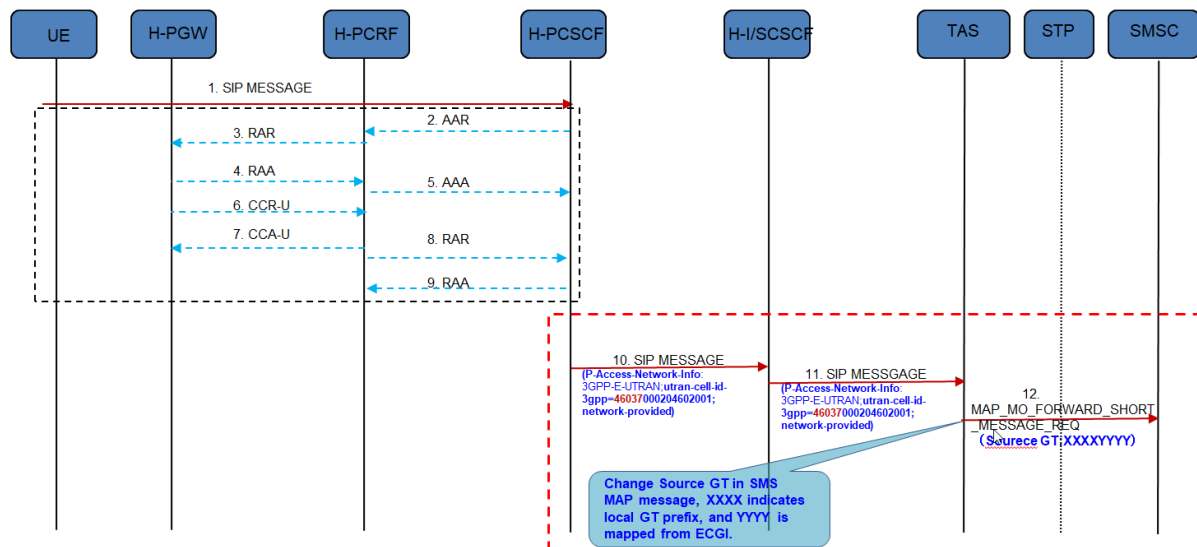 UE
H-PGW
H-PCRF
H-PCSCF
H-I/SCSCF
TAS
STP
SMSC
1. SIP MESSAGE
2. AAR
3. RAR
4. RAA
5. AAA
6. CCR-U
7. CCA-U
8. RAR
9. RAA
10. SIP MESSAGE
(P-Access-Network-Info:
3GPP-E-UTRAN;utran-cell-id-
3gpp=46037000204602001;
network-provided)
11. SIP MESSGAGE
(P-Access-Network-Info:
3GPP-E-UTRAN;utran-cell-id-
3gpp=46037000204602001;
network-provided)
12.
MAP_MO_FORWARD_SHORT
_MESSAGE_REQ
(Sourece GT:XXXXYYYY)
Change Source GT in SMS
MAP message, XXXX indicates
local GT prefix, and YYYY is
mapped from ECGI.